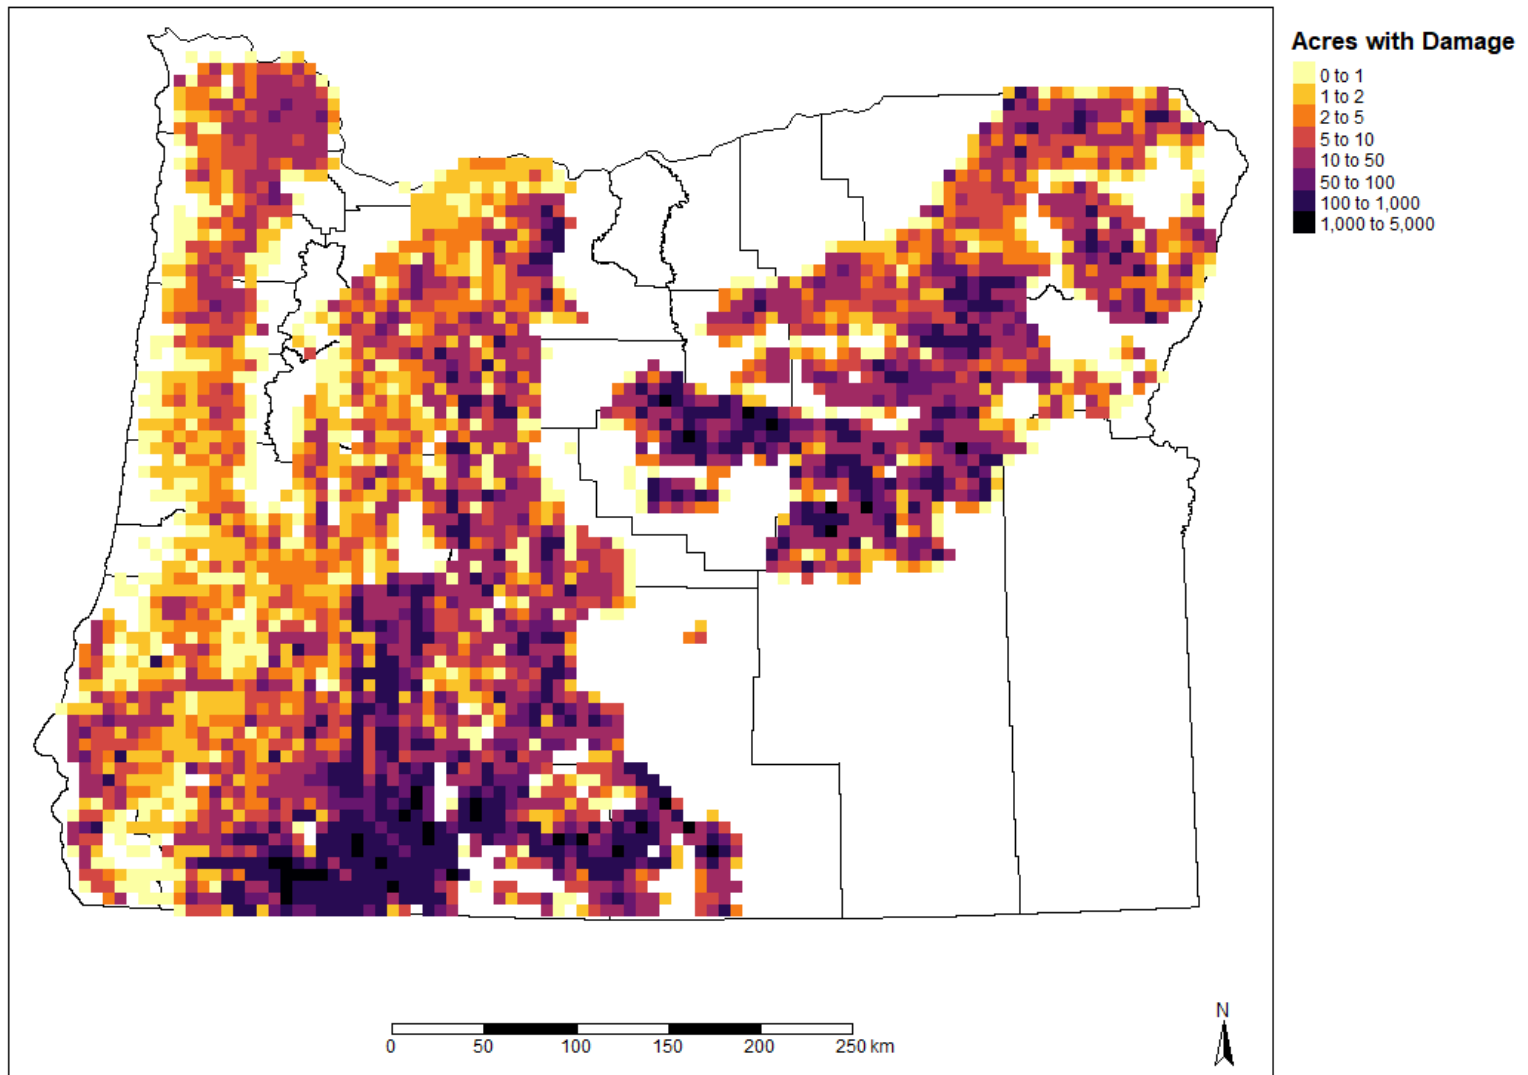 Acres with Damage
0 to 1
1 to 2
2 to 5
5 to 10
10 to 50
50 to 100
100 to 1,000
1,000 to 5,000
N
0 50 100 150 200 250 km